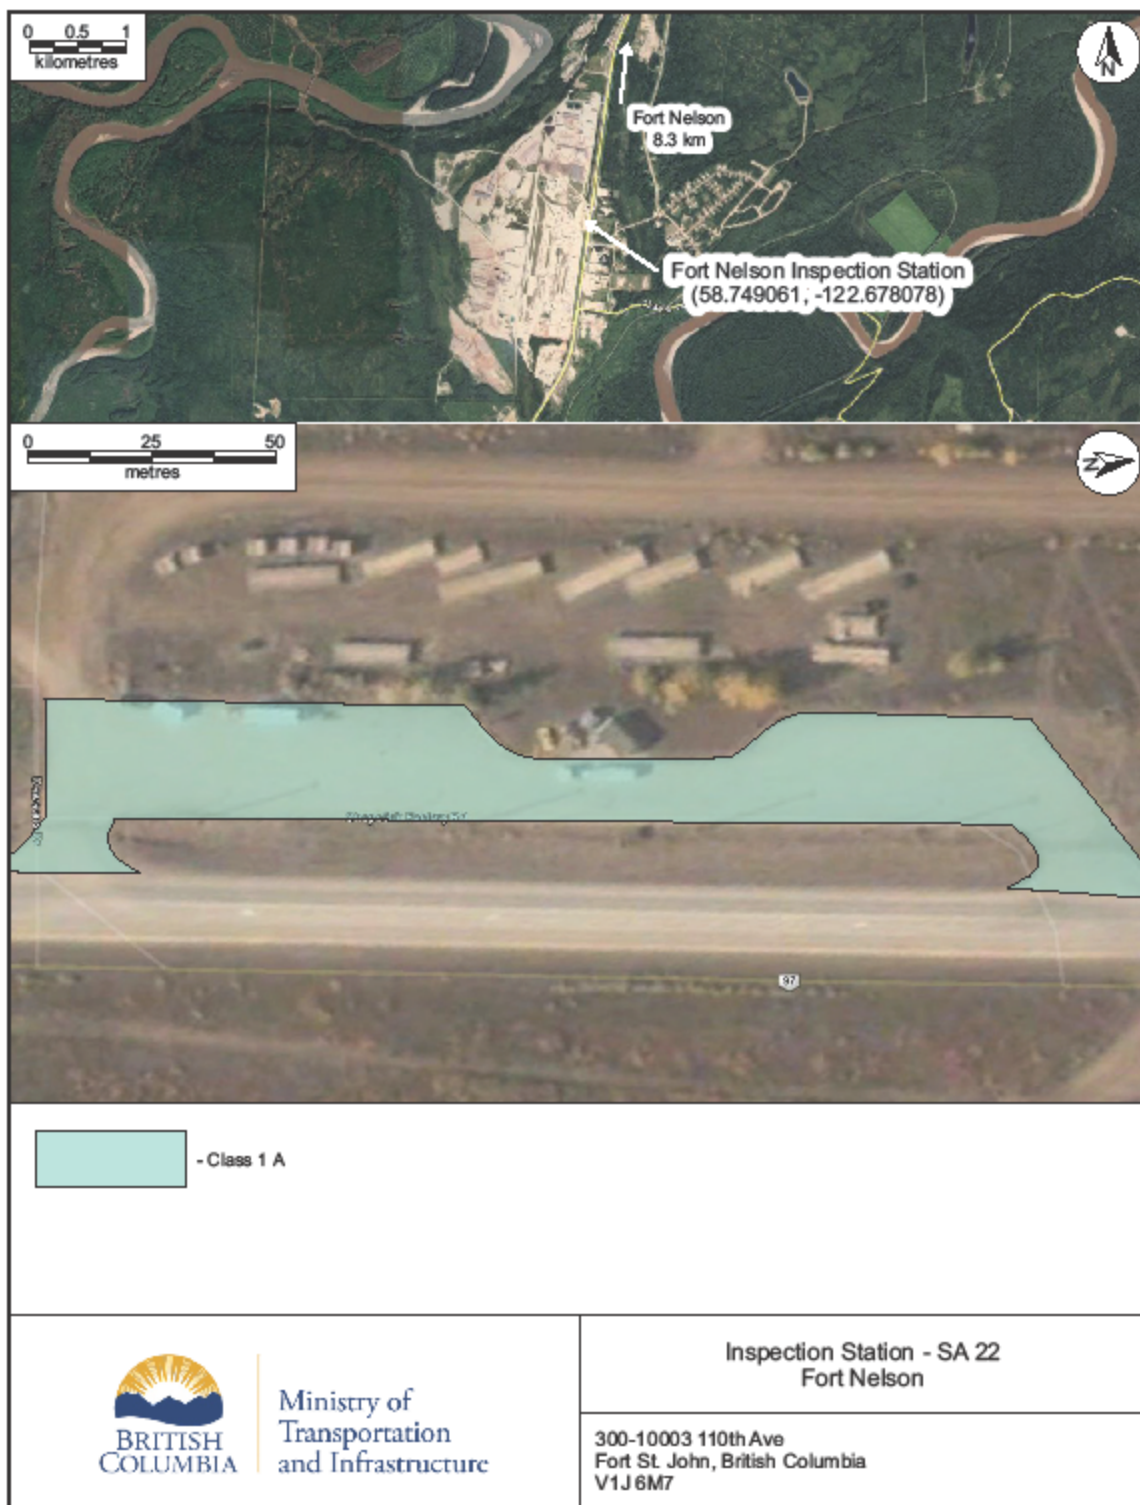 0 0.5 1
kilometres
N
Fort Nelson
8.3 km
Fort Nelson Inspection Station
(58.749061, -122.678078)
0 25 50
metres
N
97
- Class 1 A
BRITISH
COLUMBIA
Ministry of
Transportation
and Infrastructure
Inspection Station - SA 22
Fort Nelson
300-10003 110th Ave
Fort St. John, British Columbia
V1J 6M7